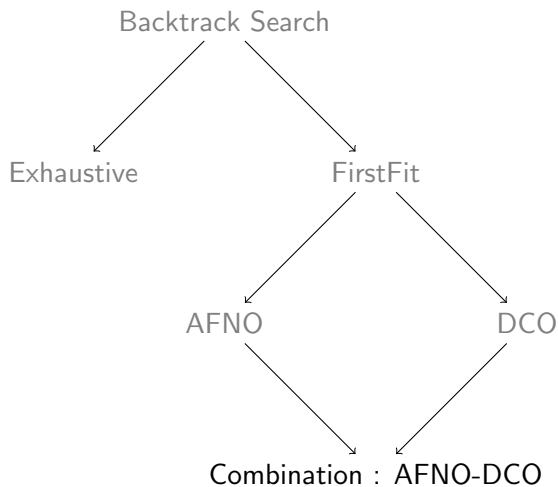 Backtrack Search
Exhaustive
FirstFit
AFNO
DCO
Combination : AFNO-DCO